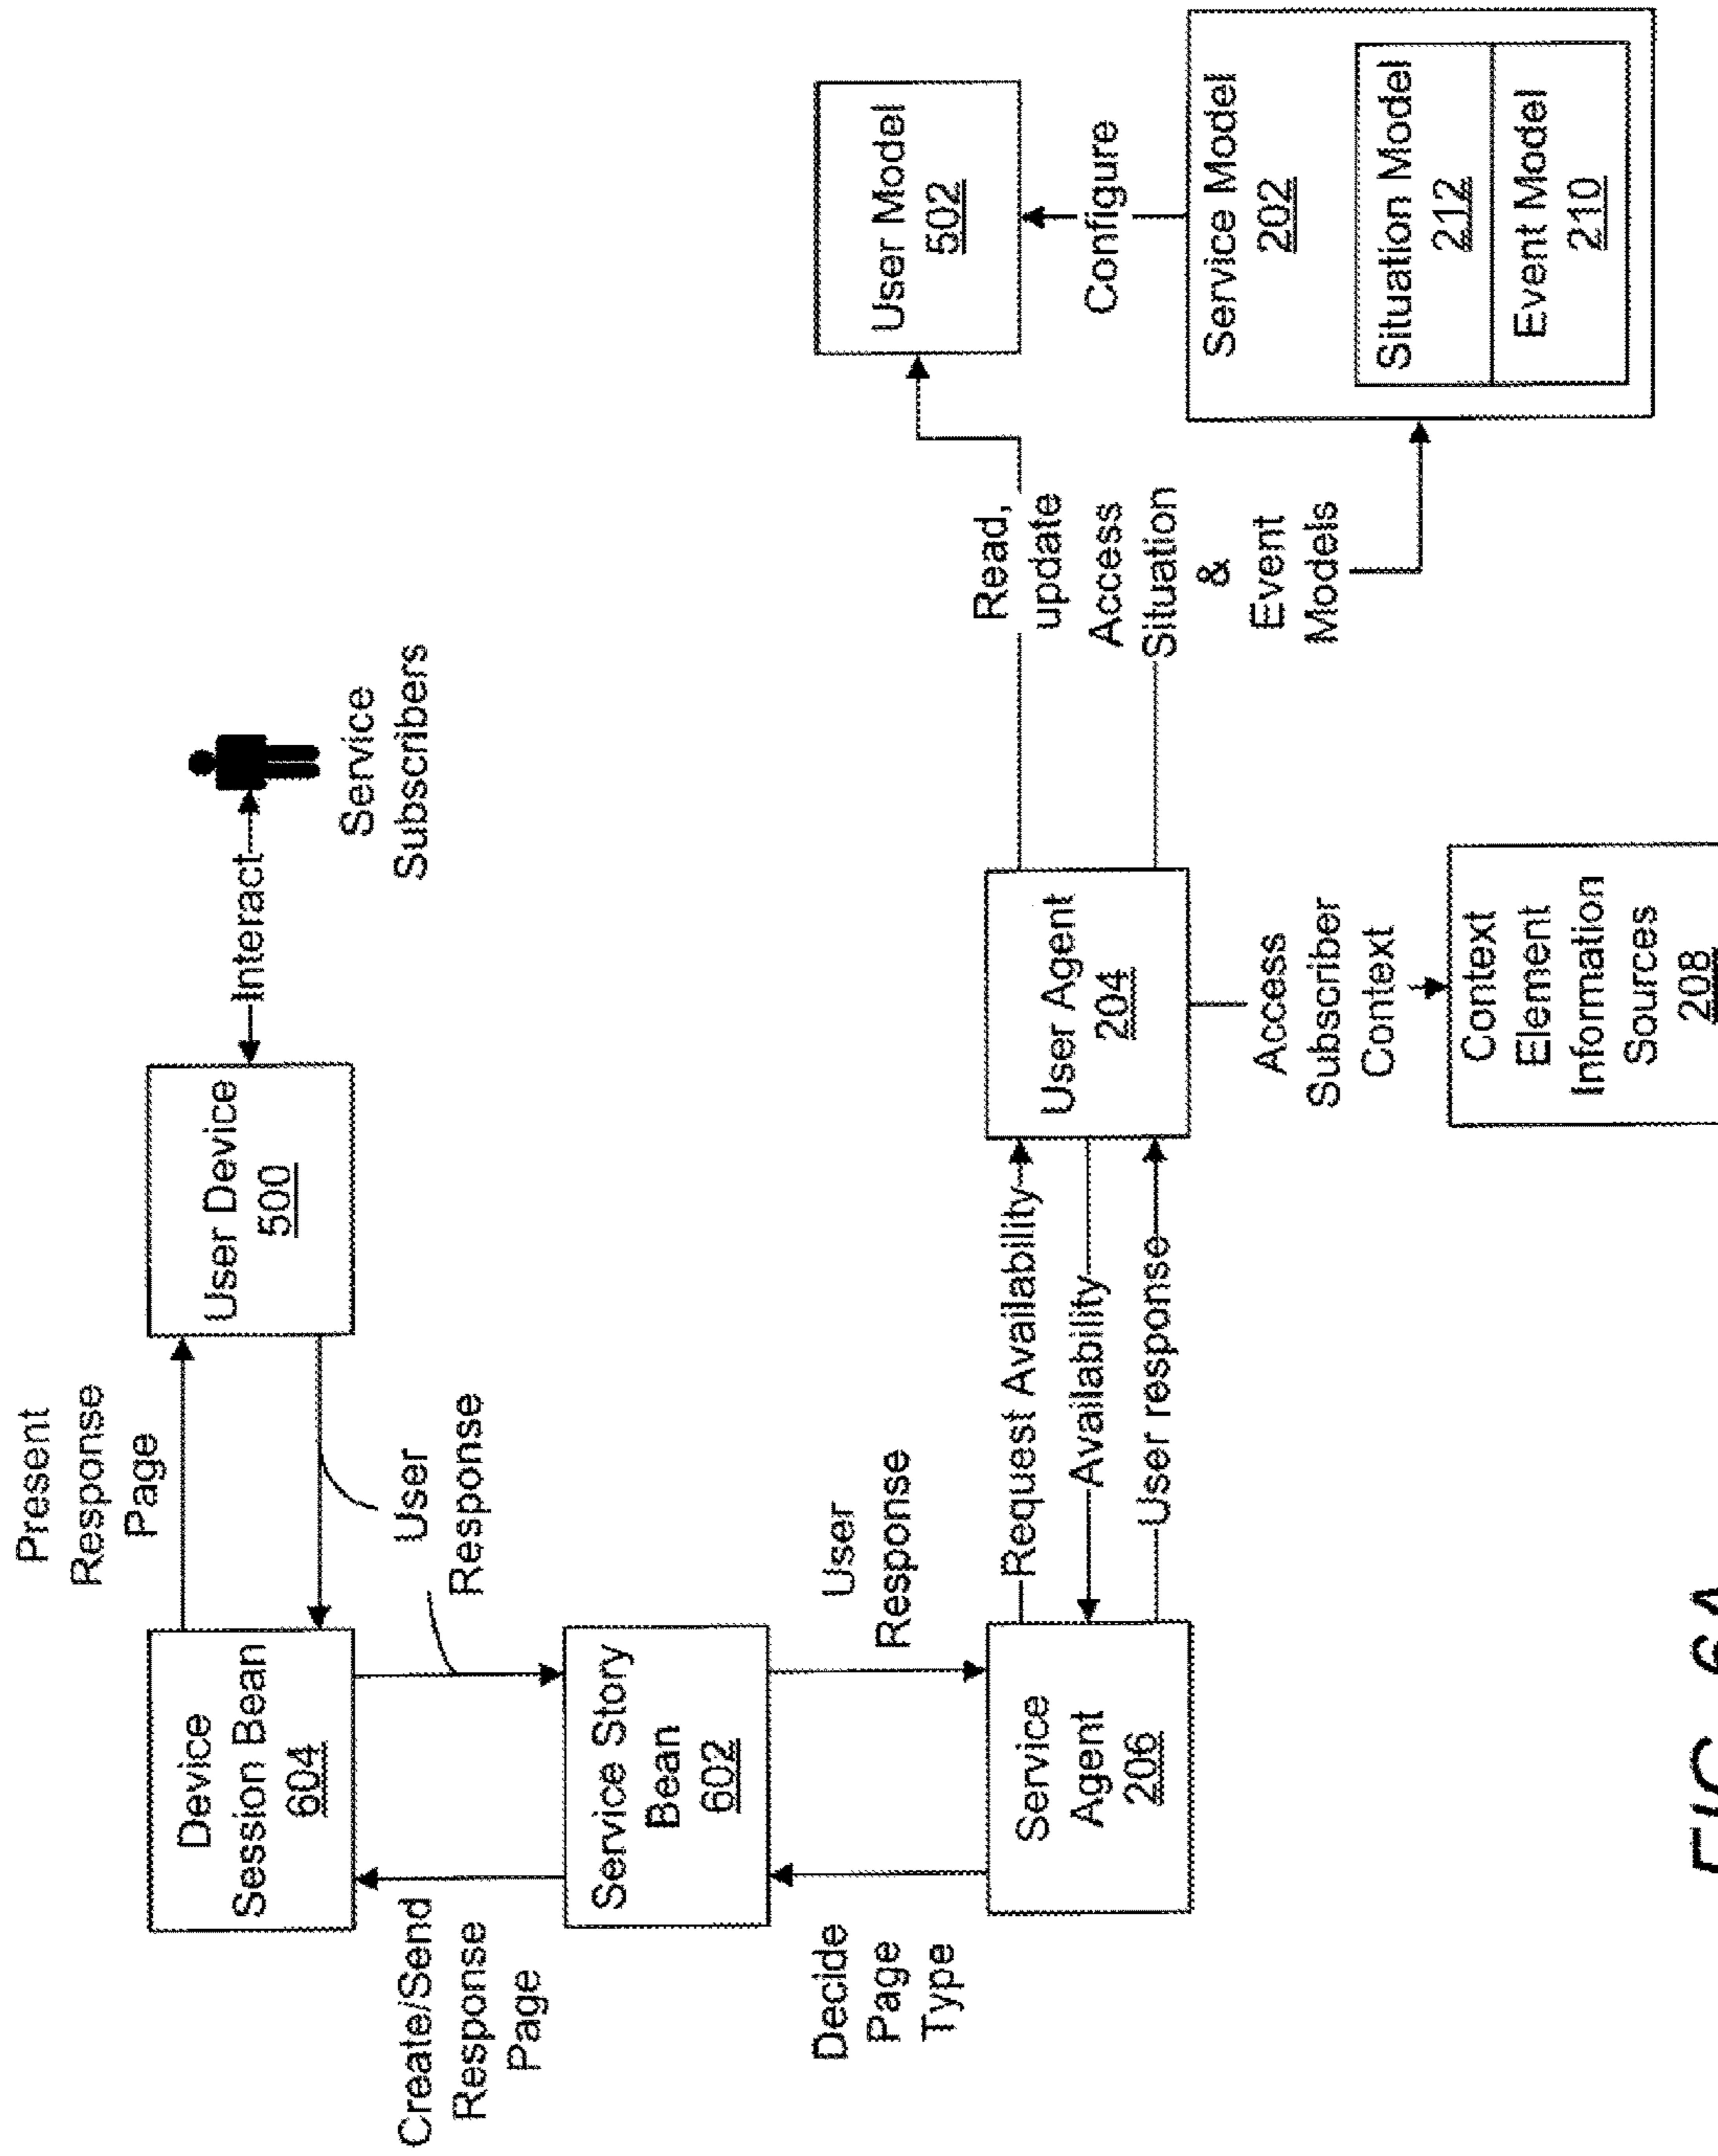 Present
Response
Page
Device
Session Bean
604
User Device
500
Interact
Service
Subscribers
User
Response
Create/Send
Response
Page
Service Story
Bean
602
User
Response
Decide
Page
Type
Service
Agent
206
Request Availability
Availability
User response
User Agent
204
Access
Subscriber
Context
Context
Element
Information
Sources
208
Read,
update
Access
Situation
&
Event
Models
User Model
502
Configure
Service Model
202
Situation Model
212
Event Model
210
FIG. 6A